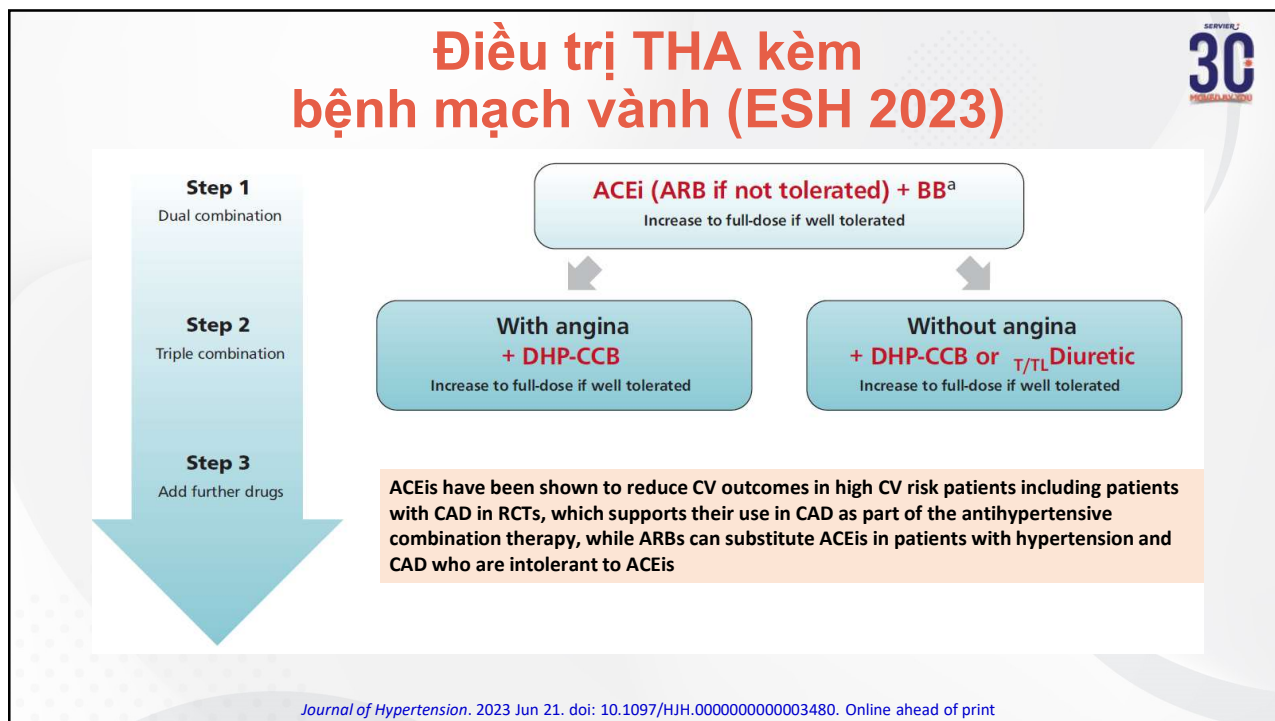 Điều trị THA kèm
bệnh mạch vành (ESH 2023)
SERVIER
30
MOVED BY YOU
Step 1
Dual combination
ACEi (ARB if not tolerated) + BBᵃ
Increase to full-dose if well tolerated
Step 2
Triple combination
With angina
+ DHP-CCB
Increase to full-dose if well tolerated
Without angina
+ DHP-CCB or T/TLDiuretic
Increase to full-dose if well tolerated
Step 3
Add further drugs
ACEis have been shown to reduce CV outcomes in high CV risk patients including patients
with CAD in RCTs, which supports their use in CAD as part of the antihypertensive
combination therapy, while ARBs can substitute ACEis in patients with hypertension and
CAD who are intolerant to ACEis
Journal of Hypertension. 2023 Jun 21. doi: 10.1097/HJH.0000000000003480. Online ahead of print